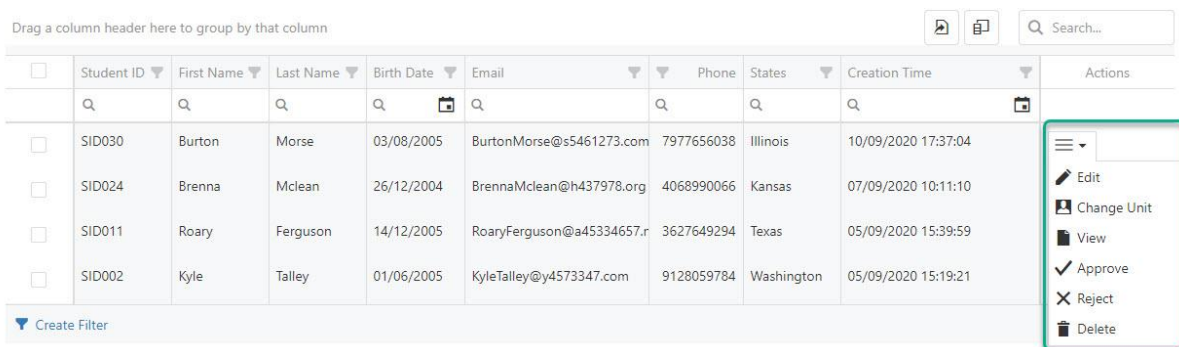 Drag a column header here to group by that column
Search...
Student ID First Name Last Name Birth Date Email Phone States Creation Time Actions
SID030 Burton Morse 03/08/2005 BurtonMorse@s5461273.com 7977656038 Illinois 10/09/2020 17:37:04
SID024 Brenna Mclean 26/12/2004 BrennaMclean@h437978.org 4068990066 Kansas 07/09/2020 10:11:10
SID011 Roary Ferguson 14/12/2005 RoaryFerguson@a45334657.r 3627649294 Texas 05/09/2020 15:39:59
SID002 Kyle Talley 01/06/2005 KyleTalley@y4573347.com 9128059784 Washington 05/09/2020 15:19:21
Edit
Change Unit
View
Approve
Reject
Delete
Create Filter